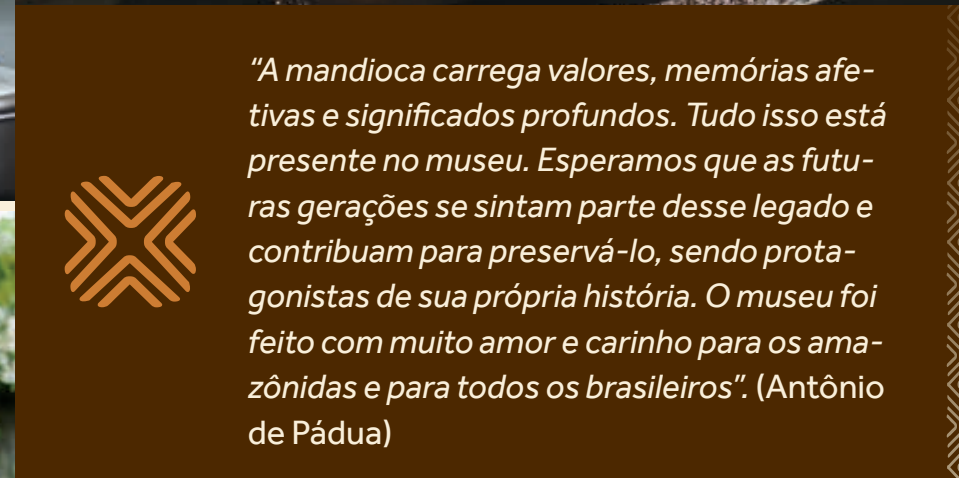 “A mandioca carrega valores, memórias afe-
tivas e significados profundos. Tudo isso está
presente no museu. Esperamos que as futu-
ras gerações se sintam parte desse legado e
contribuam para preservá-lo, sendo prota-
gonistas de sua própria história. O museu foi
feito com muito amor e carinho para os ama-
zônidas e para todos os brasileiros”. (Antônio
de Pádua)